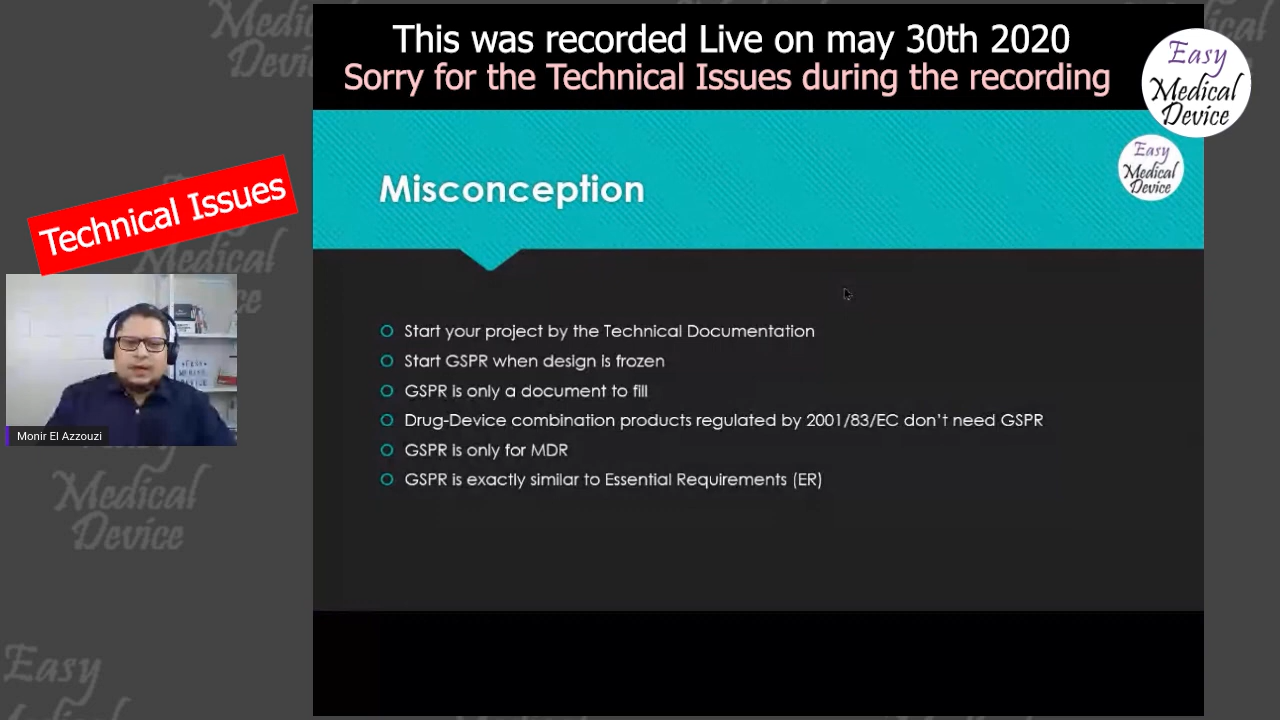 This was recorded Live on may 30th 2020
Sorry for the Technical Issues during the recording
Easy
Medical
Device
Easy
Medical
Device
Misconception
Technical Issues
Monir El Azzouzi
Start your project by the Technical Documentation
Start GSPR when design is frozen
GSPR is only a document to fill
Drug-Device combination products regulated by 2001/83/EC don't need GSPR
GSPR is only for MDR
GSPR is exactly similar to Essential Requirements (ER)
Medical
Device
Easy
Medical
Device